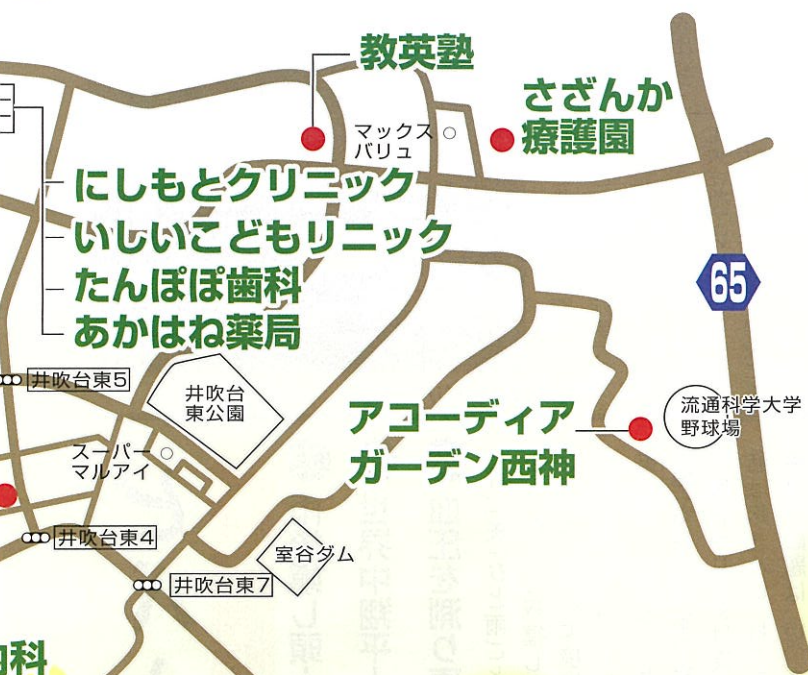 教英塾
さざんか
療護園
マックス
バリュ
にしもとクリニック
いしいこどもリニック
たんぽぽ歯科
あかはね薬局
65
井吹台東5
井吹台
東公園
アコーディア
ガーデン西神
流通科学大学
野球場
スーパー
マルアイ
井吹台東4
室谷ダム
井吹台東7
内科